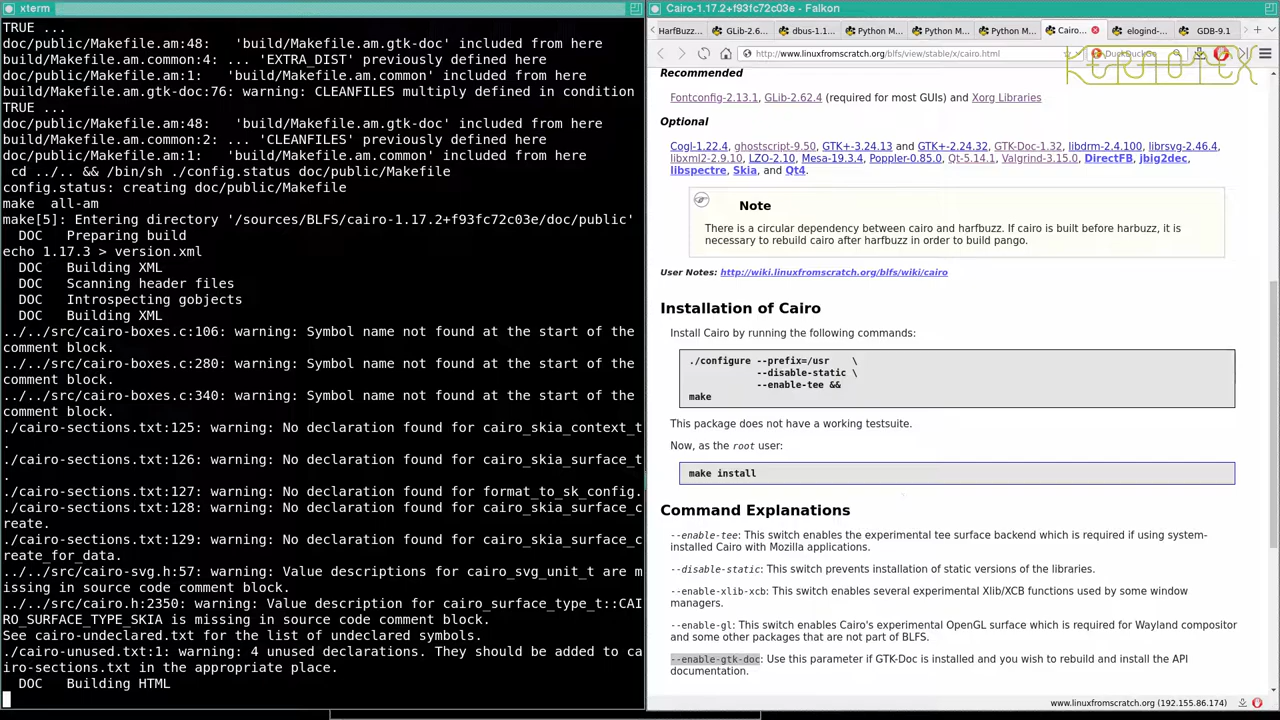 xterm
TRUE ...
doc/public/Makefile.am:48:   'build/Makefile.am.gtk-doc' included from here
build/Makefile.am.common:4: ... 'EXTRA_DIST' previously defined here
doc/public/Makefile.am:1:   'build/Makefile.am.common' included from here
build/Makefile.am.gtk-doc:76: warning: CLEANFILES multiply defined in condition
TRUE ...
doc/public/Makefile.am:48:   'build/Makefile.am.gtk-doc' included from here
build/Makefile.am.common:2: ... 'CLEANFILES' previously defined here
doc/public/Makefile.am:1:   'build/Makefile.am.common' included from here
 cd ../.. && /bin/sh ./config.status doc/public/Makefile
config.status: creating doc/public/Makefile
make  all-am
make[5]: Entering directory '/sources/BLFS/cairo-1.17.2+f93fc72c03e/doc/public'
  DOC   Preparing build
echo 1.17.3 > version.xml
  DOC   Building XML
  DOC   Scanning header files
  DOC   Introspecting gobjects
  DOC   Building XML
../../src/cairo-boxes.c:106: warning: Symbol name not found at the start of the
comment block.
../../src/cairo-boxes.c:280: warning: Symbol name not found at the start of the
comment block.
../../src/cairo-boxes.c:340: warning: Symbol name not found at the start of the
comment block.
./cairo-sections.txt:125: warning: No declaration found for cairo_skia_context_t
.
./cairo-sections.txt:126: warning: No declaration found for cairo_skia_surface_t
.
./cairo-sections.txt:127: warning: No declaration found for format_to_sk_config.
./cairo-sections.txt:128: warning: No declaration found for cairo_skia_surface_c
reate.
./cairo-sections.txt:129: warning: No declaration found for cairo_skia_surface_c
reate_for_data.
../../src/cairo-svg.h:57: warning: Value descriptions for cairo_svg_unit_t are m
issing in source code comment block.
../../src/cairo.h:2350: warning: Value description for cairo_surface_type_t::CAI
RO_SURFACE_TYPE_SKIA is missing in source code comment block.
See cairo-undeclared.txt for the list of undeclared symbols.
./cairo-unused.txt:1: warning: 4 unused declarations. They should be added to ca
iro-sections.txt in the appropriate place.
  DOC   Building HTML
Cairo-1.17.2+f93fc72c03e - Falkon
HarfBuzz... GLib-2.6... dbus-1.1... Python M... Python M... Python M... Cairo-... elogind-... GDB-9.1
http://www.linuxfromscratch.org/blfs/view/stable/x/cairo.html DuckDuckGo
KERNOTEX
Recommended
Fontconfig-2.13.1, GLib-2.62.4 (required for most GUIs) and Xorg Libraries
Optional
Cogl-1.22.4, ghostscript-9.50, GTK+-3.24.13 and GTK+-2.24.32, GTK-Doc-1.32, libdrm-2.4.100, librsvg-2.46.4,
libxml2-2.9.10, LZO-2.10, Mesa-19.3.4, Poppler-0.85.0, Qt-5.14.1, Valgrind-3.15.0, DirectFB, jbig2dec,
libspectre, Skia, and Qt4.
Note
There is a circular dependency between cairo and harfbuzz. If cairo is built before harbuzz, it is
necessary to rebuild cairo after harfbuzz in order to build pango.
User Notes: http://wiki.linuxfromscratch.org/blfs/wiki/cairo
Installation of Cairo
Install Cairo by running the following commands:
./configure --prefix=/usr    \
            --disable-static \
            --enable-tee &&
make
This package does not have a working testsuite.
Now, as the root user:
make install
Command Explanations
--enable-tee: This switch enables the experimental tee surface backend which is required if using system-
installed Cairo with Mozilla applications.
--disable-static: This switch prevents installation of static versions of the libraries.
--enable-xlib-xcb: This switch enables several experimental Xlib/XCB functions used by some window
managers.
--enable-gl: This switch enables Cairo's experimental OpenGL surface which is required for Wayland compositor
and some other packages that are not part of BLFS.
--enable-gtk-doc: Use this parameter if GTK-Doc is installed and you wish to rebuild and install the API
documentation.
www.linuxfromscratch.org (192.155.86.174)